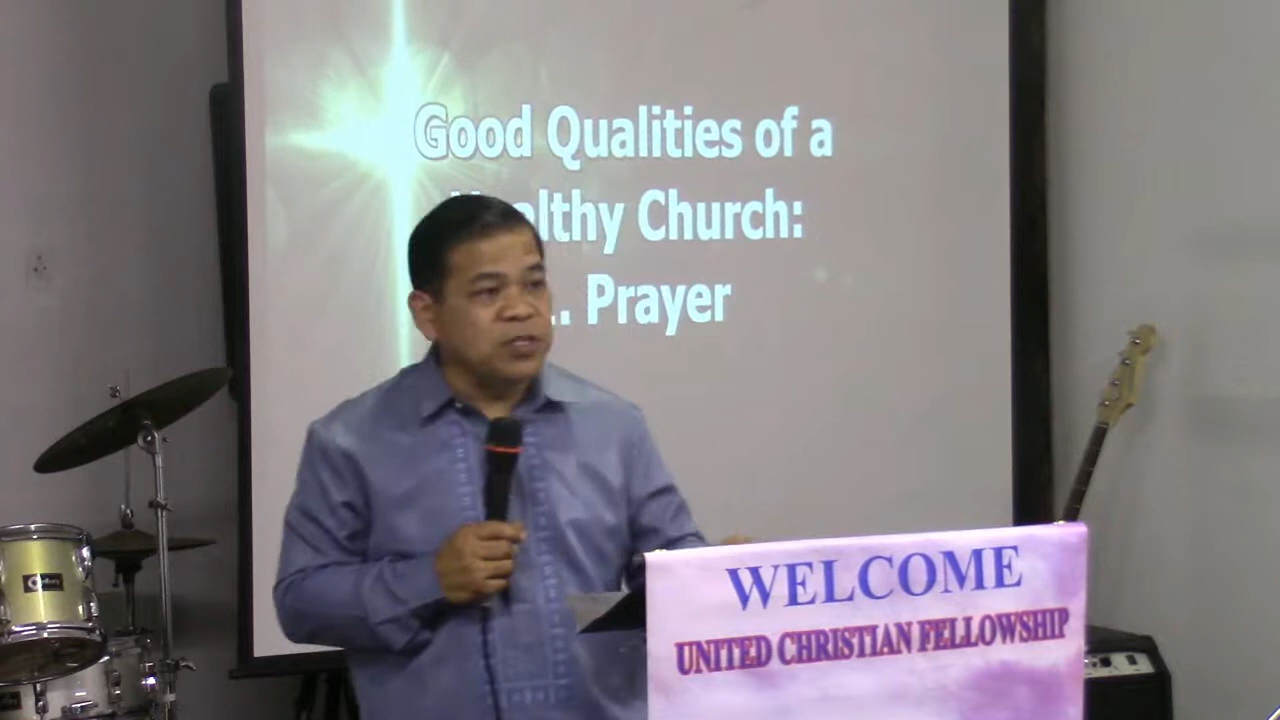 Good Qualities of a
Healthy Church:
.. Prayer
WELCOME
UNITED CHRISTIAN FELLOWSHIP